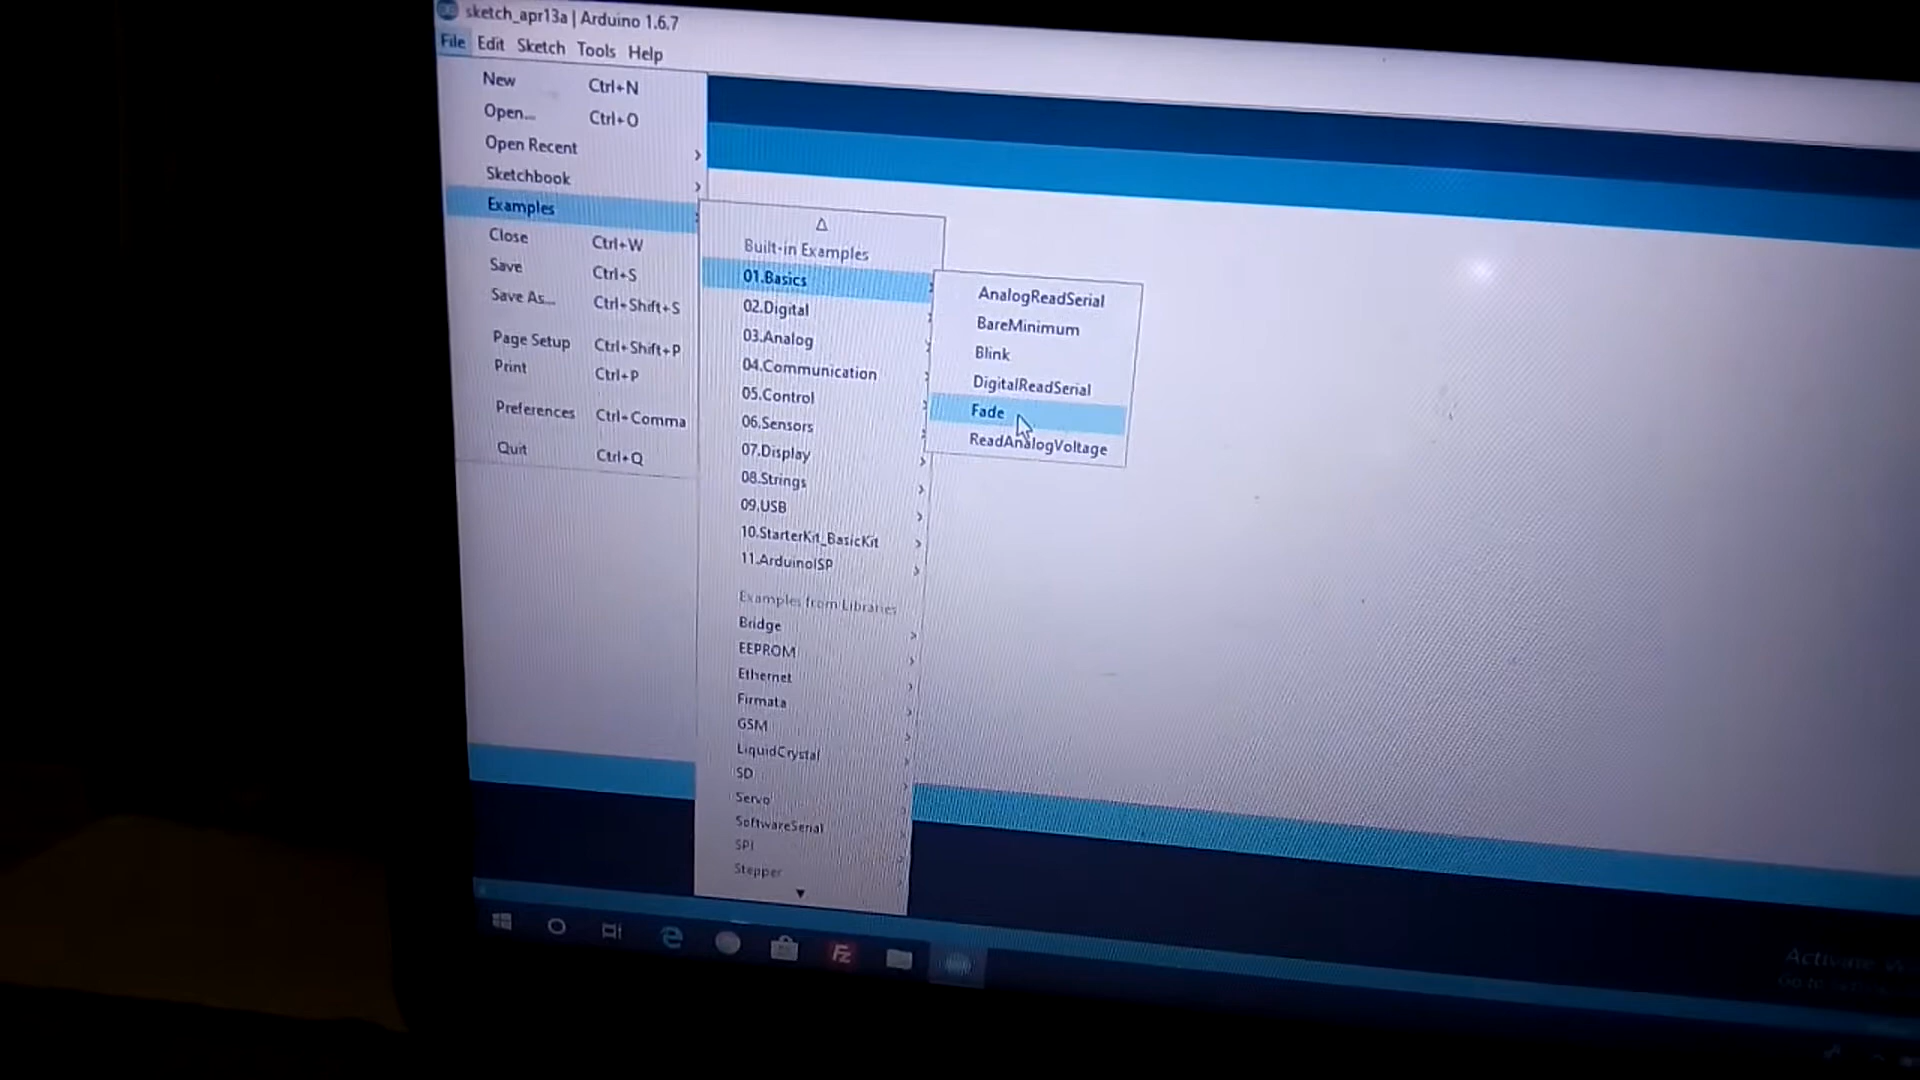 sketch_apr13a | Arduino 1.6.7
File Edit Sketch Tools Help
New Ctrl+N
Open... Ctrl+O
Open Recent
Sketchbook
Examples
Close Ctrl+W
Save Ctrl+S
Save As... Ctrl+Shift+S
Page Setup Ctrl+Shift+P
Print Ctrl+P
Preferences Ctrl+Comma
Quit Ctrl+Q
Built-in Examples
01.Basics
02.Digital
03.Analog
04.Communication
05.Control
06.Sensors
07.Display
08.Strings
09.USB
10.StarterKit_BasicKit
11.ArduinoISP
Examples from Libraries
Bridge
EEPROM
Ethernet
Firmata
GSM
LiquidCrystal
SD
Servo
SoftwareSerial
SPI
Stepper
AnalogReadSerial
BareMinimum
Blink
DigitalReadSerial
Fade
ReadAnalogVoltage
Fz
Activate
Go to